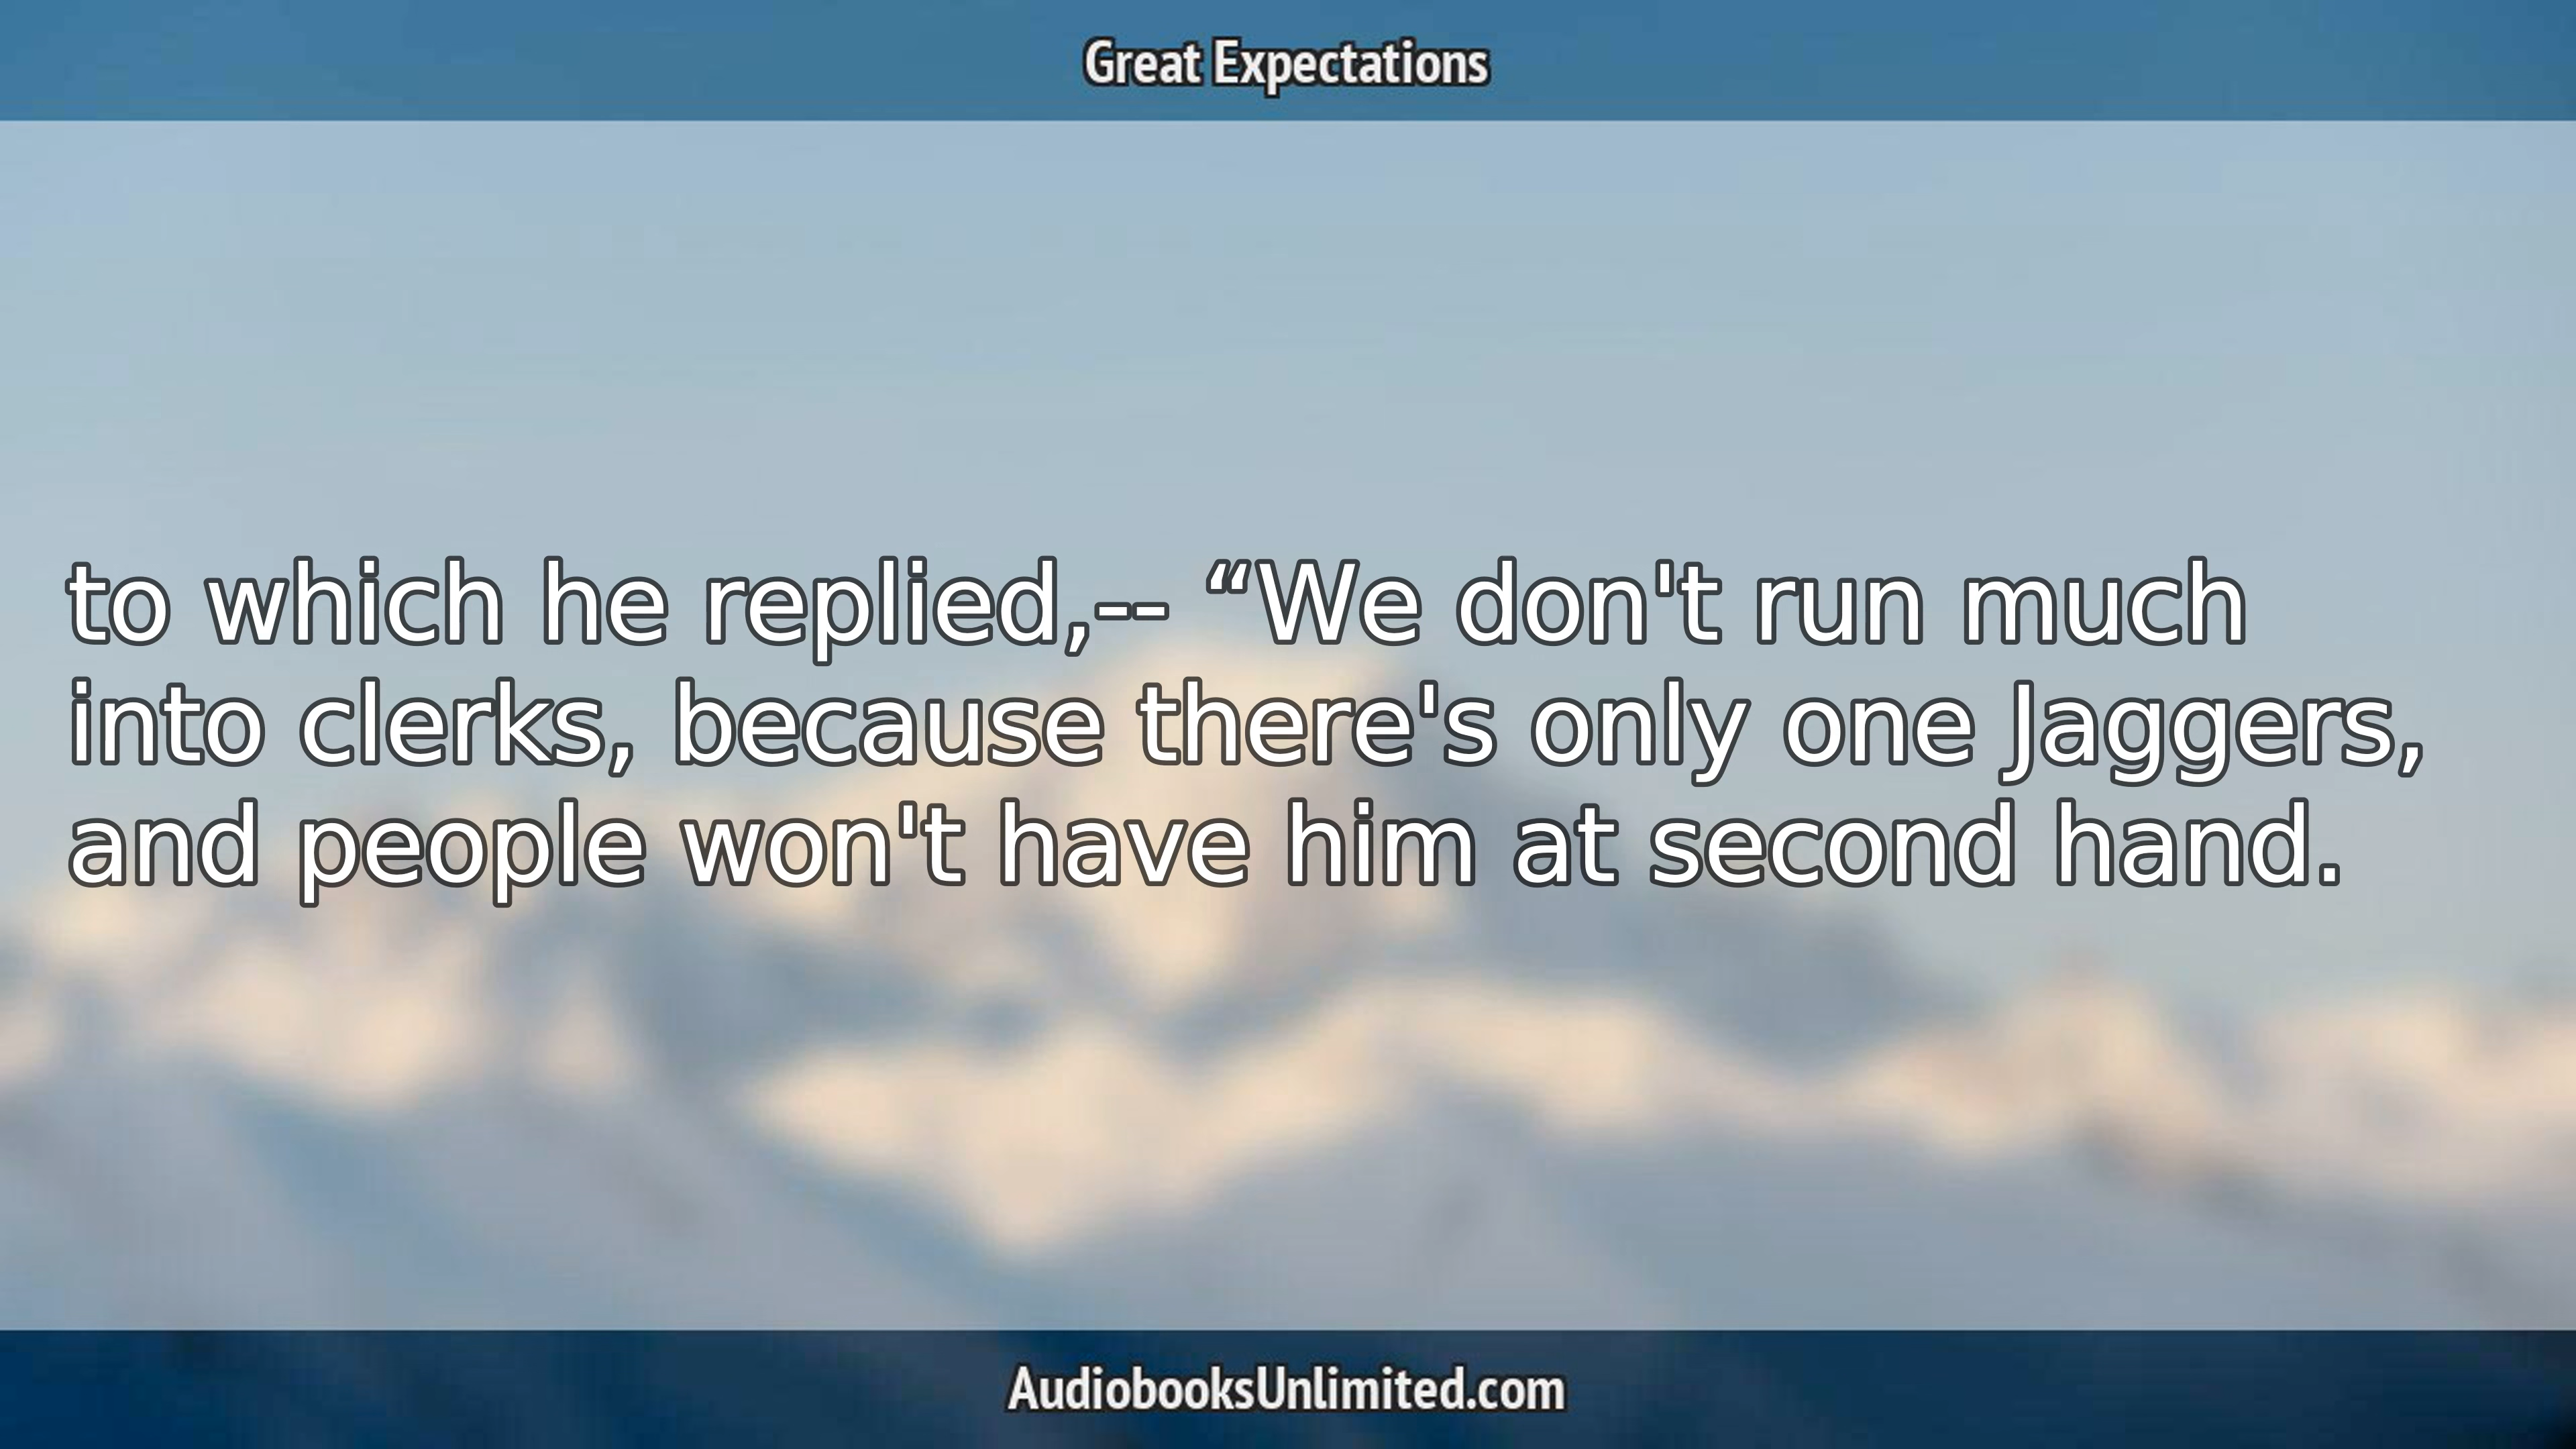 Great Expectations
to which he replied,-- “We don't run much
into clerks, because there's only one Jaggers,
and people won't have him at second hand.
AudiobooksUnlimited.com